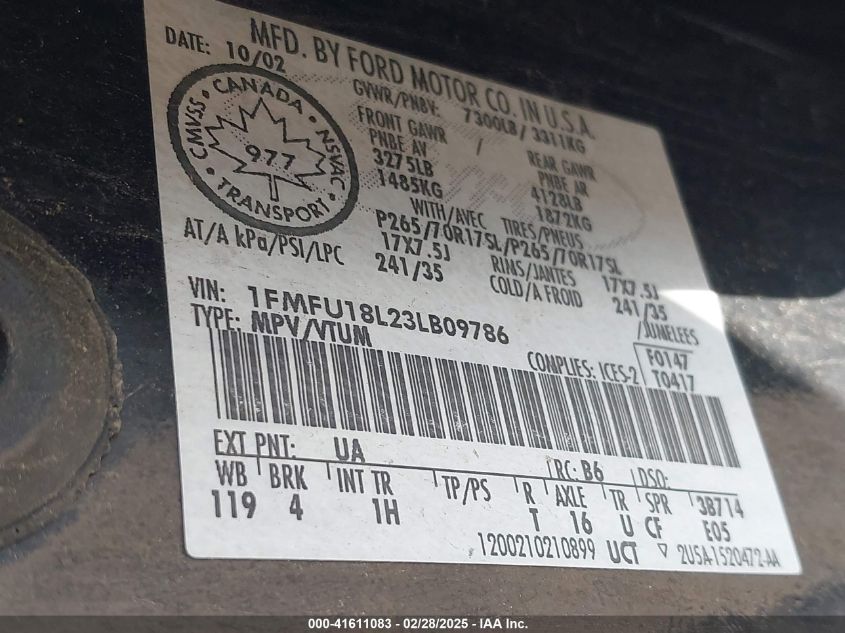 MFD. BY FORD MOTOR CO. IN U.S.A.
DATE: 10/02
GVWR/PNBV: 7300LB / 3311KG
FRONT GAWR / REAR GAWR
PNBE AV PNBE AR
3275LB 4128LB
1485KG 1872KG
WITH/AVEC TIRES/PNEUS
P265/70R17SL/P265/70R17SL
17X7.5J RIMS/JANTES 17X7.5J
AT/A kPa/PSI/LPC 241/35 COLD/A FROID 241/35
CANADA
CMVSS • NSVAC
977
TRANSPORT
VIN: 1FMFU18L23LB09786 /JUNELEES
TYPE: MPV/VTUM
F0147
COMPLIES: ICES-2 T0417
EXT PNT: UA RC: B6 DSO:
WB BRK INT TR TP/PS R AXLE TR SPR 38714
119 4 1H T 16 U CF E05
1200210210899 UCT 2U5A-1520472-AA
000-41611083 - 02/28/2025 - IAA Inc.